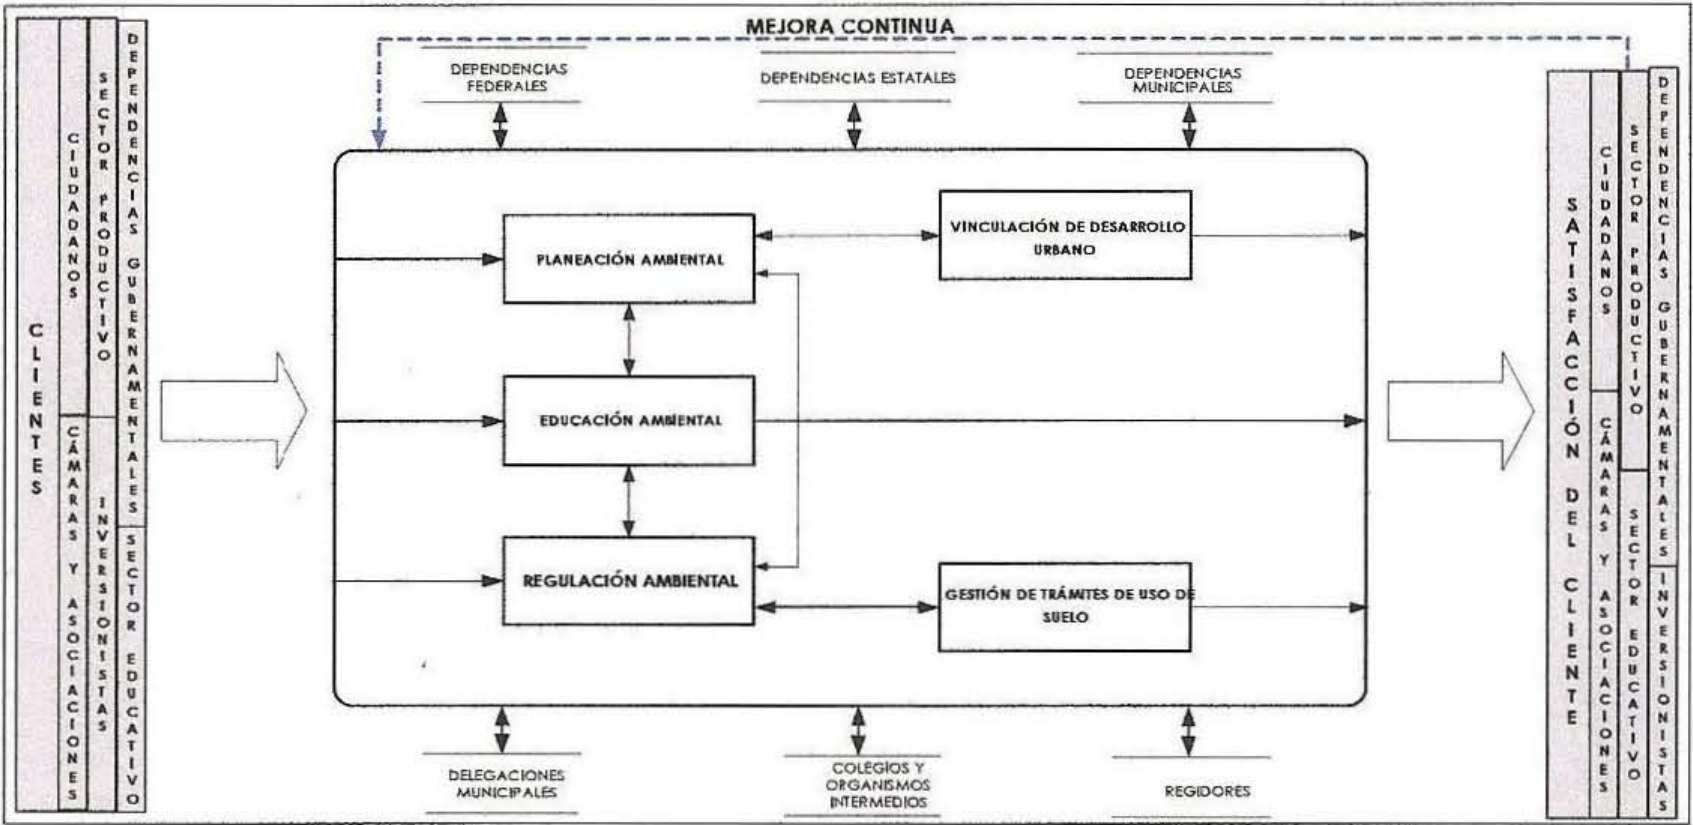 MEJORA CONTINUA
CLIENTES
CIUDADANOS
CÁMARAS Y ASOCIACIONES
SECTOR PRODUCTIVO
INVERSIONISTAS
DEPENDENCIAS GUBERNAMENTALES
SECTOR EDUCATIVO
DEPENDENCIAS
FEDERALES
DEPENDENCIAS ESTATALES
DEPENDENCIAS
MUNICIPALES
PLANEACIÓN AMBIENTAL
VINCULACIÓN DE DESARROLLO
URBANO
EDUCACIÓN AMBIENTAL
REGULACIÓN AMBIENTAL
GESTIÓN DE TRÁMITES DE USO DE
SUELO
DELEGACIONES
MUNICIPALES
COLEGIOS Y
ORGANISMOS
INTERMEDIOS
REGIDORES
SATISFACCIÓN DEL CLIENTE
CIUDADANOS
CÁMARAS Y ASOCIACIONES
SECTOR PRODUCTIVO
SECTOR EDUCATIVO
DEPENDENCIAS GUBERNAMENTALES
INVERSIONISTAS